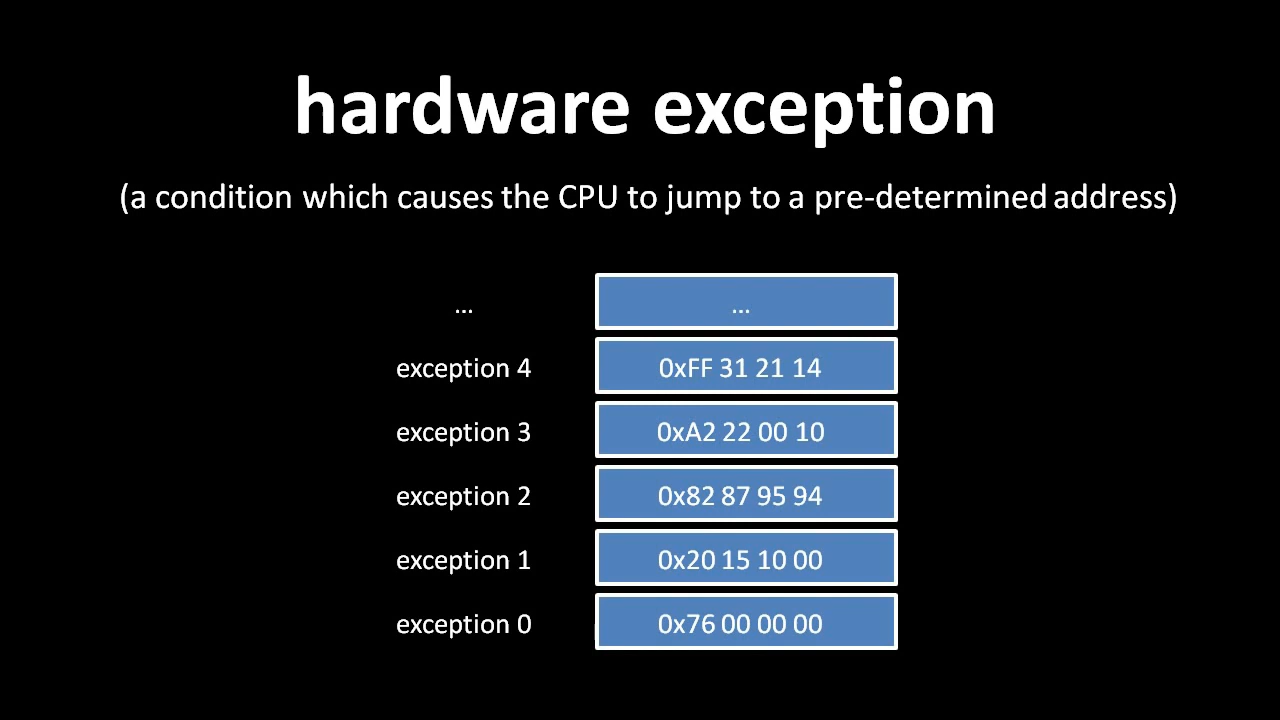 hardware exception
(a condition which causes the CPU to jump to a pre-determined address)
... ...
exception 4 0xFF 31 21 14
exception 3 0xA2 22 00 10
exception 2 0x82 87 95 94
exception 1 0x20 15 10 00
exception 0 0x76 00 00 00